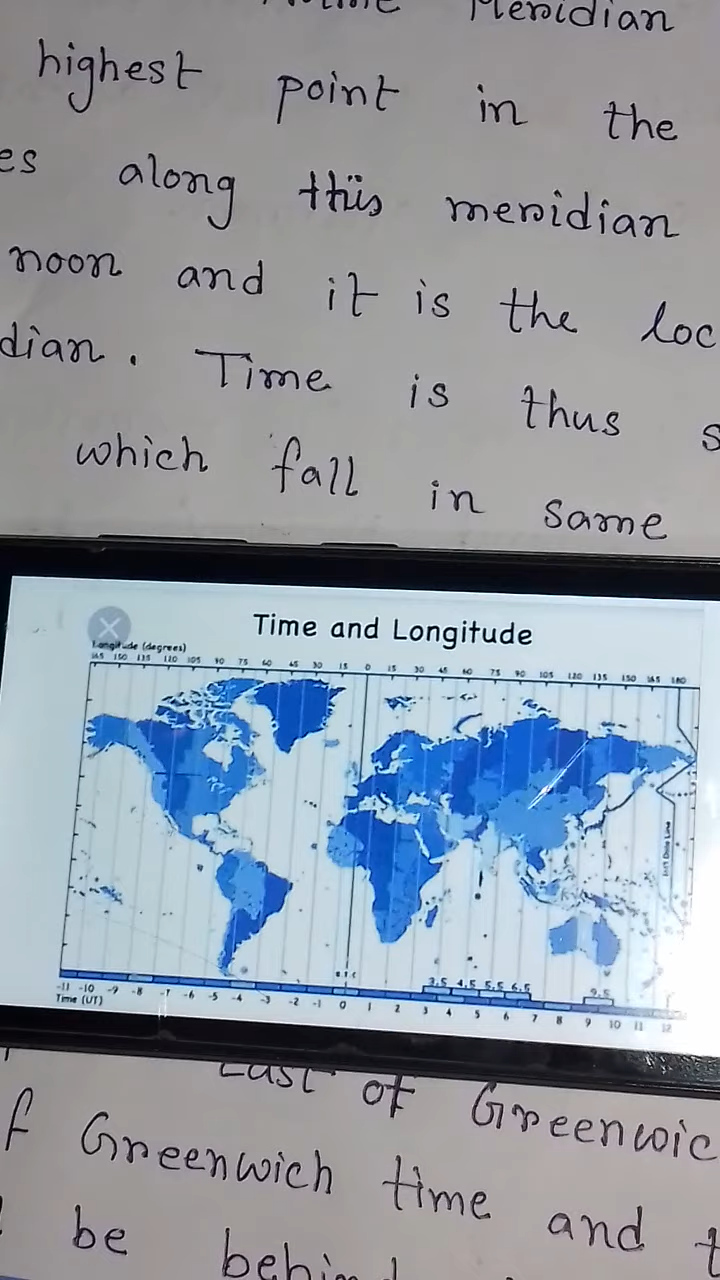 Meridian
highest point in the
es along this meridian
noon and it is the loc
dian. Time is thus s
which fall in same
Time and Longitude
Longitude (degrees)
165 150 135 120 105 90 75 60 45 30 15 0 15 30 45 60 75 90 105 120 135 150 165 180
Int'l Date Line
3.5 4.5 5.5 6.5 9.5
-11 -10 -9 -8 -7 -6 -5 -4 -3 -2 -1 0 1 2 3 4 5 6 7 8 9 10 11 12
Time (UT)
East of Greenwic
f Greenwich time and t
be behind